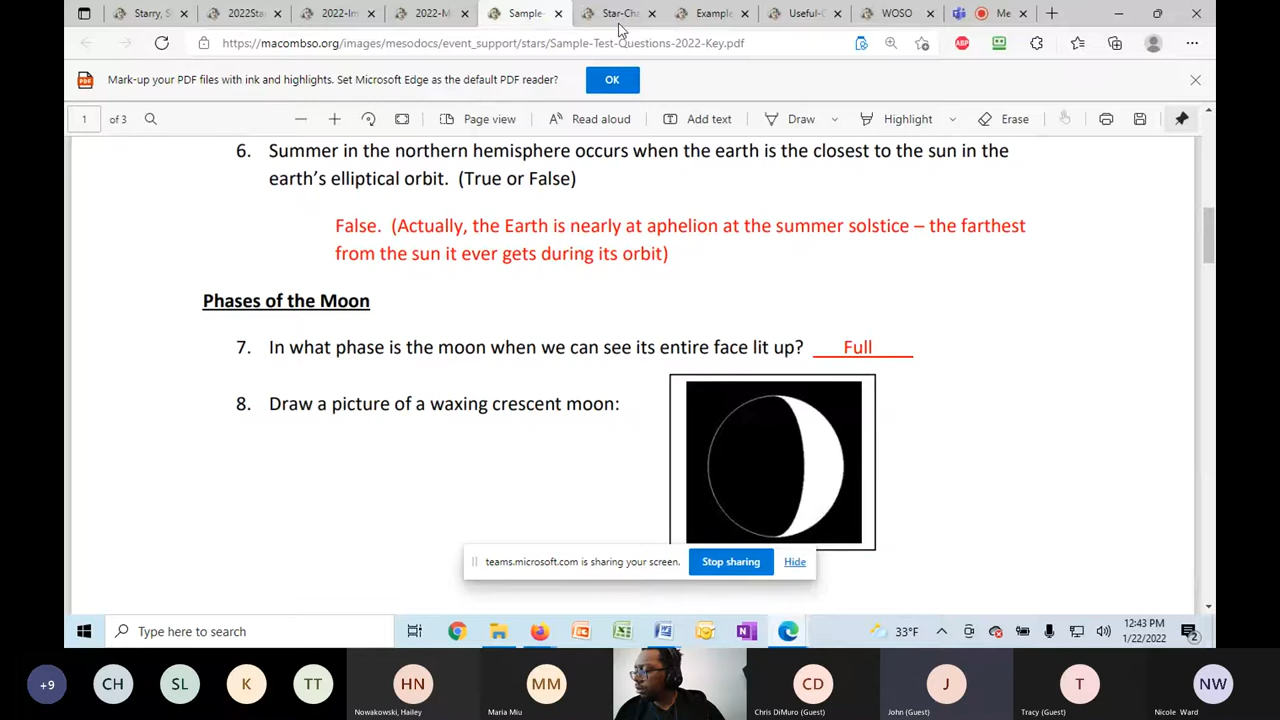 Starry, S
2022Sta
2022-Im
2022-M
Sample-
Star-Cha
Example
Useful-C
WOSO
Me
https://macombso.org/images/mesodocs/event_support/stars/Sample-Test-Questions-2022-Key.pdf
Mark-up your PDF files with ink and highlights. Set Microsoft Edge as the default PDF reader?
OK
1 of 3
Page view
Read aloud
Add text
Draw
Highlight
Erase
6. Summer in the northern hemisphere occurs when the earth is the closest to the sun in the
earth's elliptical orbit. (True or False)
False. (Actually, the Earth is nearly at aphelion at the summer solstice – the farthest
from the sun it ever gets during its orbit)
Phases of the Moon
7. In what phase is the moon when we can see its entire face lit up? Full
8. Draw a picture of a waxing crescent moon:
teams.microsoft.com is sharing your screen.
Stop sharing
Hide
Type here to search
33°F
12:43 PM
1/22/2022
2
+9
CH
SL
K
TT
HN
Nowakowski, Hailey
MM
Maria Miu
CD
Chris DiMuro (Guest)
J
John (Guest)
T
Tracy (Guest)
NW
Nicole Ward